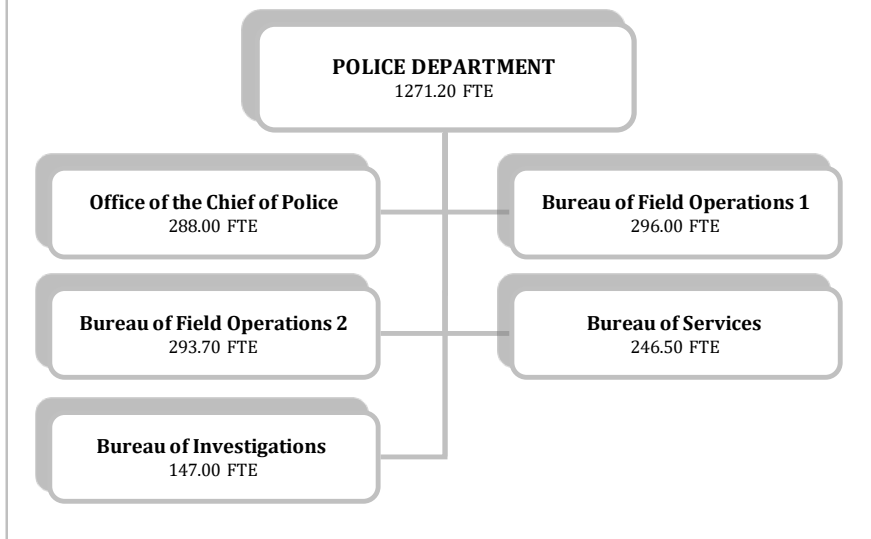 POLICE DEPARTMENT
1271.20 FTE
Office of the Chief of Police
288.00 FTE
Bureau of Field Operations 1
296.00 FTE
Bureau of Field Operations 2
293.70 FTE
Bureau of Services
246.50 FTE
Bureau of Investigations
147.00 FTE